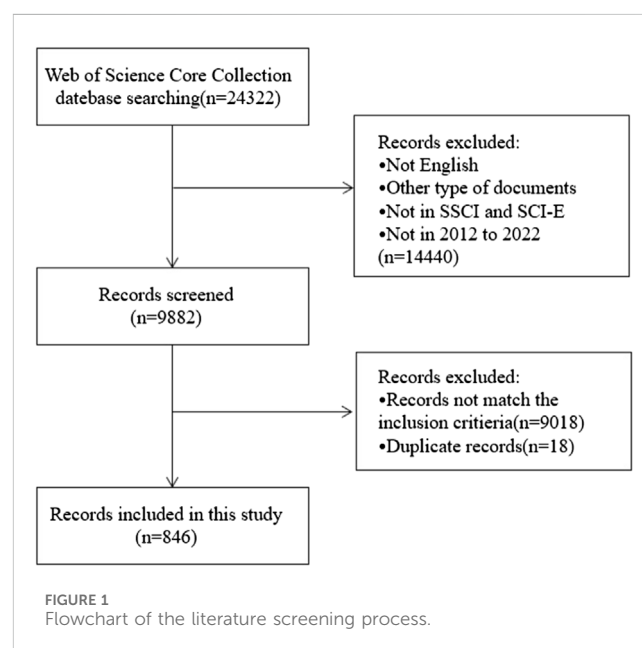 Web of Science Core Collection
datebase searching(n=24322)
Records excluded:
•Not English
•Other type of documents
•Not in SSCI and SCI-E
•Not in 2012 to 2022
(n=14440)
Records screened
(n=9882)
Records excluded:
•Records not match the
inclusion critieria(n=9018)
•Duplicate records(n=18)
Records included in this study
(n=846)
FIGURE 1
Flowchart of the literature screening process.